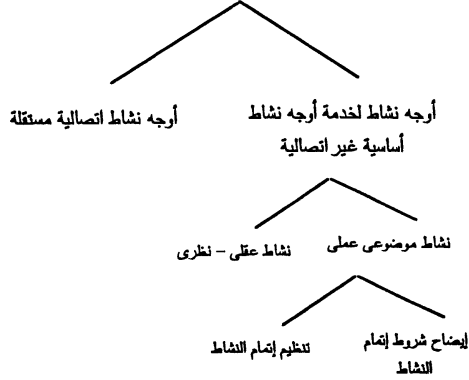 أوجه نشاط لخدمة أوجه نشاط
أساسية غير اتصالية
أوجه نشاط اتصالية مستقلة
نشاط موضوعى عملى
نشاط عقلى – نظرى
إيضاح شروط إتمام
النشاط
تنظيم إتمام النشاط